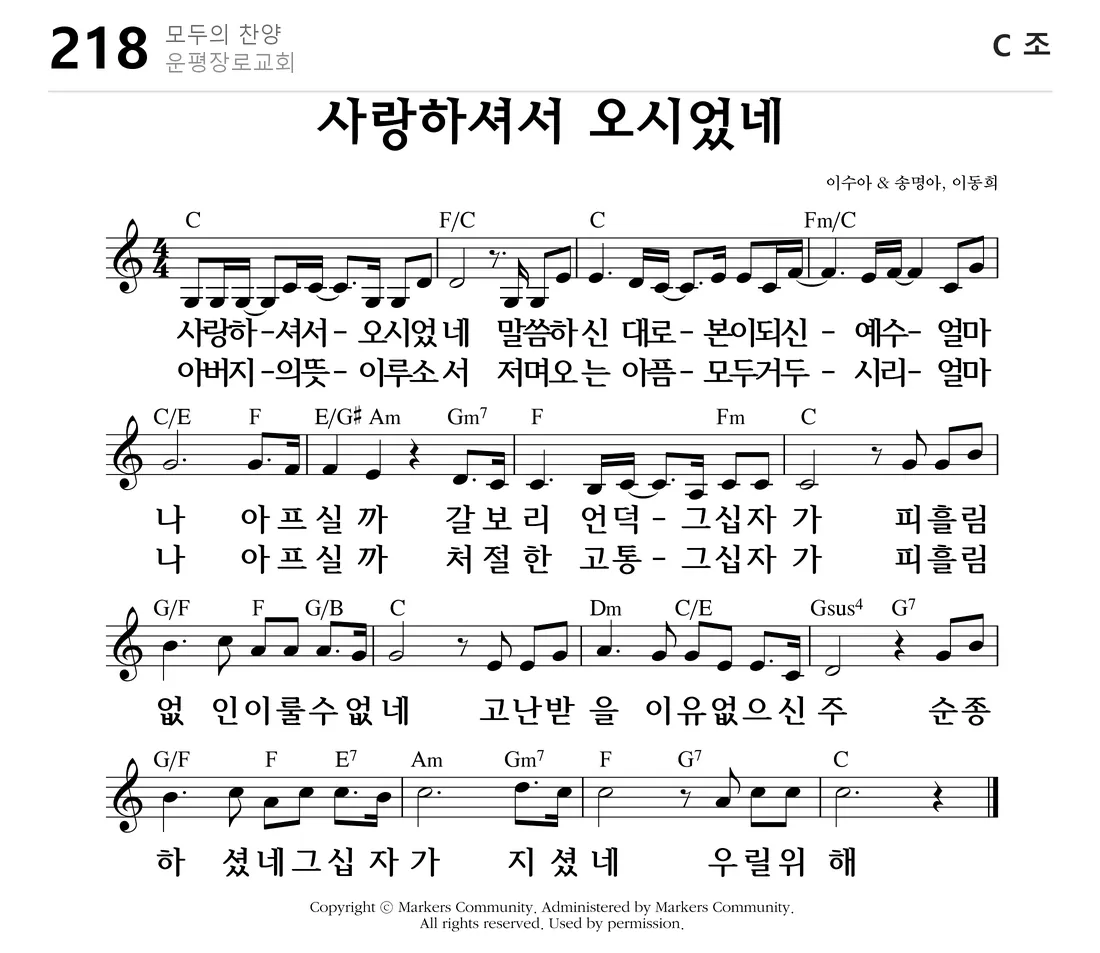 218 모두의 찬양
운평장로교회
C 조
사랑하셔서 오시었네
이수아 & 송명아, 이동희
C F/C C Fm/C
4
4
사랑하-셔서- 오시었 네 말씀하 신 대로- 본이되신 - 예수- 얼마
아버지-의뜻- 이루소 서 저며오 는 아픔- 모두거두 - 시리- 얼마
C/E F E/G♯ Am Gm7 F Fm C
나 아 프 실 까 갈 보 리 언덕 - 그십자 가 피흘림
나 아 프 실 까 처 절 한 고통 - 그십자 가 피흘림
G/F F G/B C Dm C/E Gsus4 G7
없 인이룰수없 네 고난받 을 이유없으신 주 순종
G/F F E7 Am Gm7 F G7 C
하 셨네그십 자 가 지 셨 네 우릴위 해
Copyright ⓒ Markers Community. Administered by Markers Community.
All rights reserved. Used by permission.